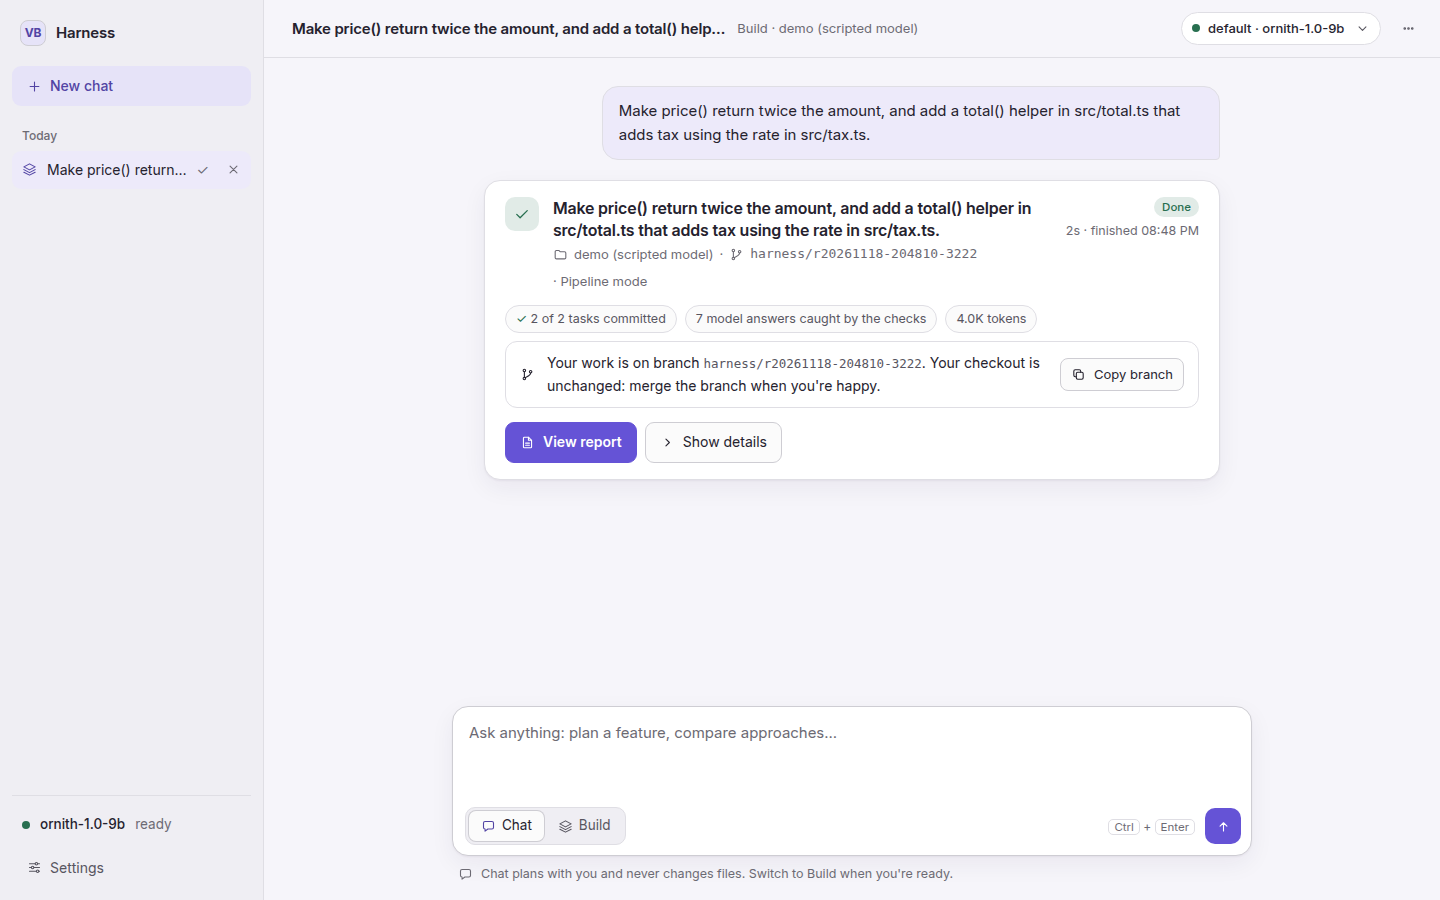 VB Harness
New chat
Today
Make price() return...
ornith-1.0-9b ready
Settings
Make price() return twice the amount, and add a total() help... Build · demo (scripted model)
default · ornith-1.0-9b
Make price() return twice the amount, and add a total() helper in src/total.ts that
adds tax using the rate in src/tax.ts.
Make price() return twice the amount, and add a total() helper in
src/total.ts that adds tax using the rate in src/tax.ts.
Done
2s · finished 08:48 PM
demo (scripted model) · harness/r20261118-204810-3222
· Pipeline mode
2 of 2 tasks committed
7 model answers caught by the checks
4.0K tokens
Your work is on branch harness/r20261118-204810-3222. Your checkout is
unchanged: merge the branch when you're happy.
Copy branch
View report
Show details
Ask anything: plan a feature, compare approaches...
Chat
Build
Ctrl + Enter
Chat plans with you and never changes files. Switch to Build when you're ready.